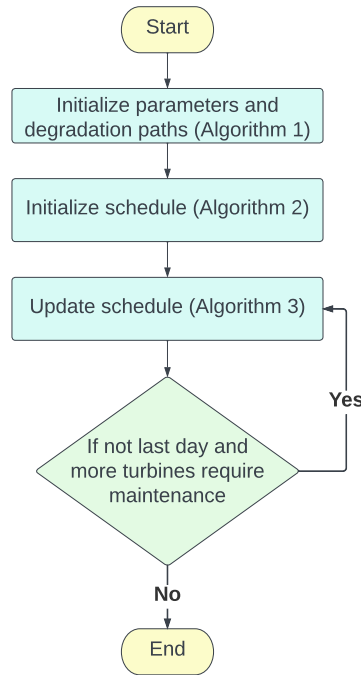 Start
Initialize parameters and
degradation paths (Algorithm 1)
Initialize schedule (Algorithm 2)
Update schedule (Algorithm 3)
Yes
If not last day and
more turbines require
maintenance
No
End